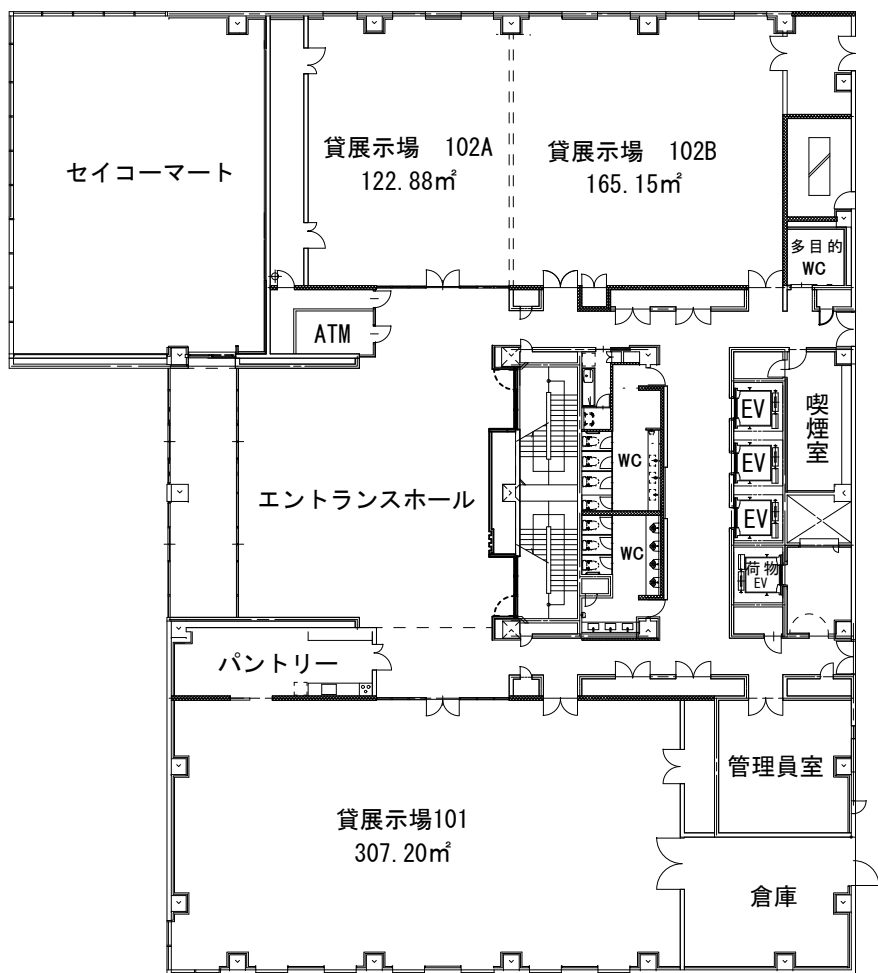 貸展示場　102A
122.88㎡
貸展示場　102B
165.15㎡
セイコーマート
多目的
WC
ATM
EV
喫煙室
WC
EV
エントランスホール
EV
WC
荷物
EV
パントリー
管理員室
貸展示場101
307.20㎡
倉庫